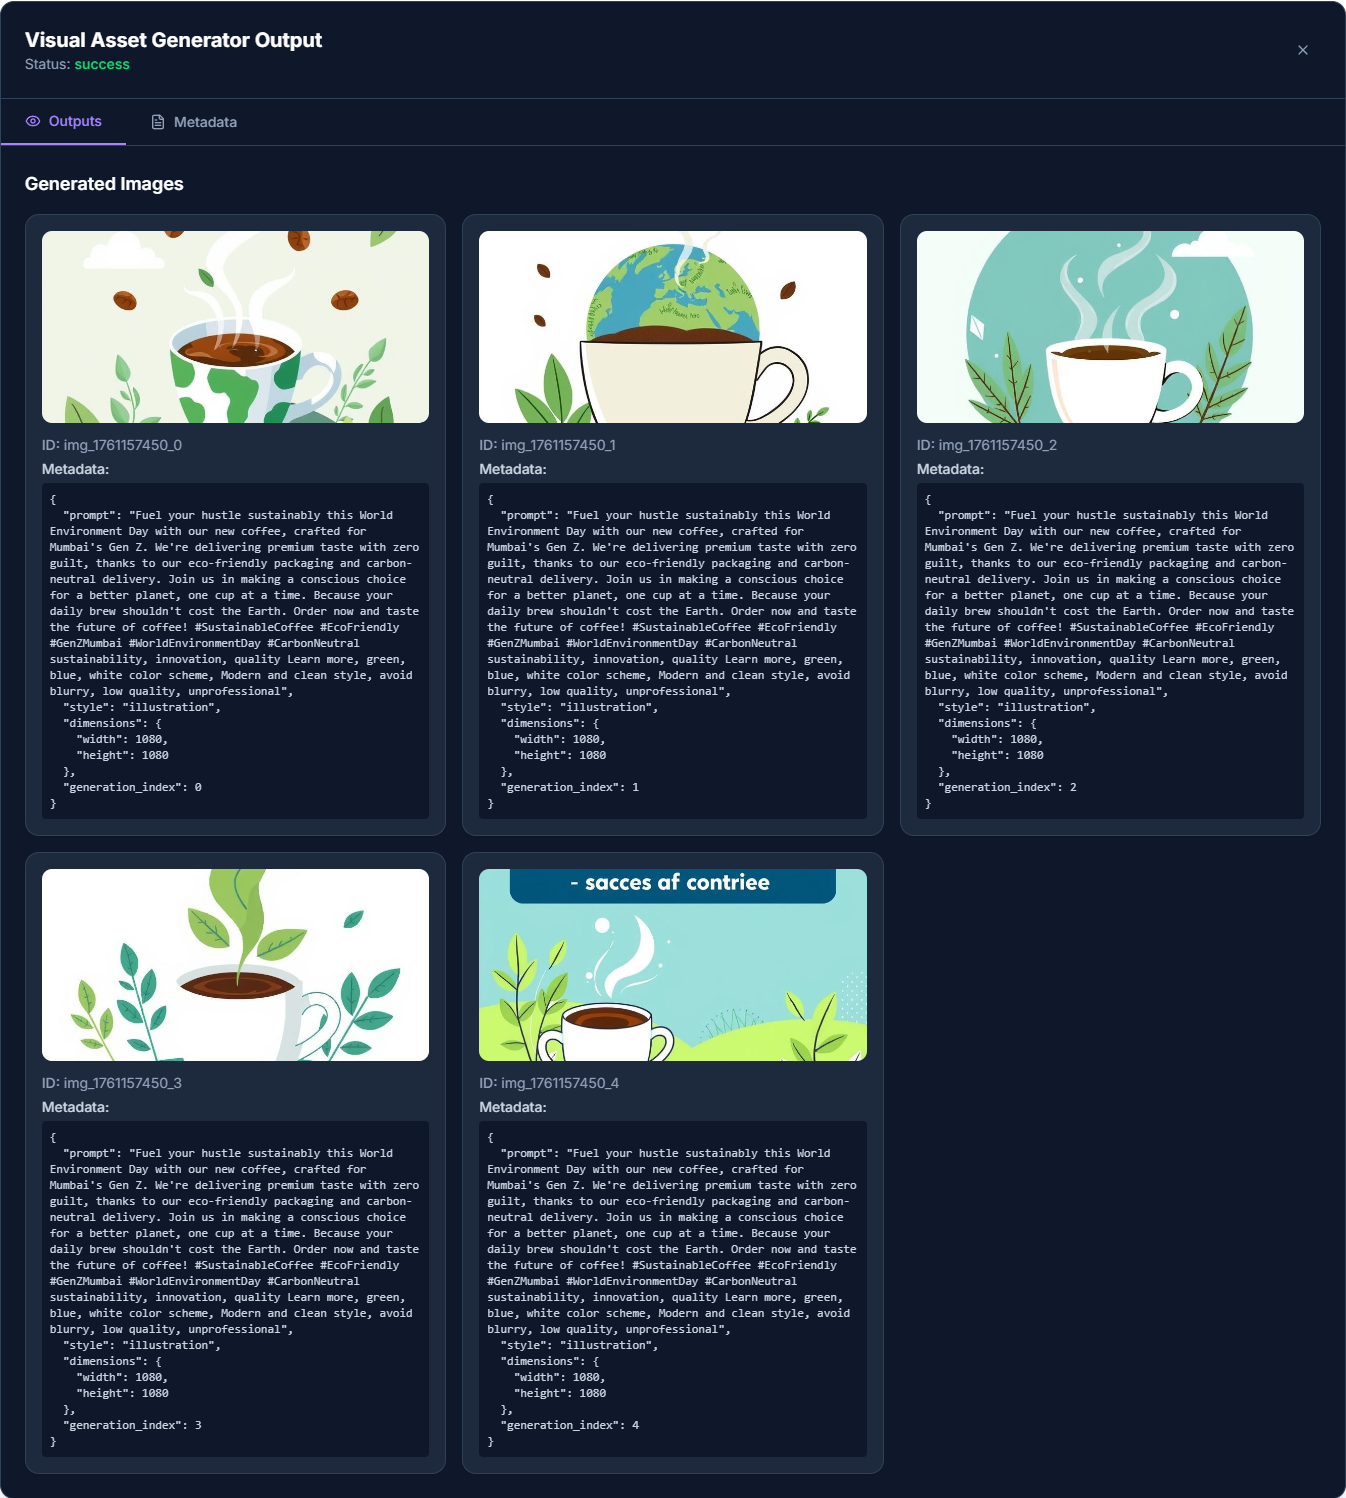 Visual Asset Generator Output
Status: success
Outputs
Metadata
Generated Images
ID: img_1761157450_0
Metadata:
{
  "prompt": "Fuel your hustle sustainably this World
Environment Day with our new coffee, crafted for
Mumbai's Gen Z. We're delivering premium taste with zero
guilt, thanks to our eco-friendly packaging and carbon-
neutral delivery. Join us in making a conscious choice
for a better planet, one cup at a time. Because your
daily brew shouldn't cost the Earth. Order now and taste
the future of coffee! #SustainableCoffee #EcoFriendly
#GenZMumbai #WorldEnvironmentDay #CarbonNeutral
sustainability, innovation, quality Learn more, green,
blue, white color scheme, Modern and clean style, avoid
blurry, low quality, unprofessional",
  "style": "illustration",
  "dimensions": {
    "width": 1080,
    "height": 1080
  },
  "generation_index": 0
}
ID: img_1761157450_1
Metadata:
{
  "prompt": "Fuel your hustle sustainably this World
Environment Day with our new coffee, crafted for
Mumbai's Gen Z. We're delivering premium taste with zero
guilt, thanks to our eco-friendly packaging and carbon-
neutral delivery. Join us in making a conscious choice
for a better planet, one cup at a time. Because your
daily brew shouldn't cost the Earth. Order now and taste
the future of coffee! #SustainableCoffee #EcoFriendly
#GenZMumbai #WorldEnvironmentDay #CarbonNeutral
sustainability, innovation, quality Learn more, green,
blue, white color scheme, Modern and clean style, avoid
blurry, low quality, unprofessional",
  "style": "illustration",
  "dimensions": {
    "width": 1080,
    "height": 1080
  },
  "generation_index": 1
}
ID: img_1761157450_2
Metadata:
{
  "prompt": "Fuel your hustle sustainably this World
Environment Day with our new coffee, crafted for
Mumbai's Gen Z. We're delivering premium taste with zero
guilt, thanks to our eco-friendly packaging and carbon-
neutral delivery. Join us in making a conscious choice
for a better planet, one cup at a time. Because your
daily brew shouldn't cost the Earth. Order now and taste
the future of coffee! #SustainableCoffee #EcoFriendly
#GenZMumbai #WorldEnvironmentDay #CarbonNeutral
sustainability, innovation, quality Learn more, green,
blue, white color scheme, Modern and clean style, avoid
blurry, low quality, unprofessional",
  "style": "illustration",
  "dimensions": {
    "width": 1080,
    "height": 1080
  },
  "generation_index": 2
}
ID: img_1761157450_3
Metadata:
{
  "prompt": "Fuel your hustle sustainably this World
Environment Day with our new coffee, crafted for
Mumbai's Gen Z. We're delivering premium taste with zero
guilt, thanks to our eco-friendly packaging and carbon-
neutral delivery. Join us in making a conscious choice
for a better planet, one cup at a time. Because your
daily brew shouldn't cost the Earth. Order now and taste
the future of coffee! #SustainableCoffee #EcoFriendly
#GenZMumbai #WorldEnvironmentDay #CarbonNeutral
sustainability, innovation, quality Learn more, green,
blue, white color scheme, Modern and clean style, avoid
blurry, low quality, unprofessional",
  "style": "illustration",
  "dimensions": {
    "width": 1080,
    "height": 1080
  },
  "generation_index": 3
}
- sacces af contriee
ID: img_1761157450_4
Metadata:
{
  "prompt": "Fuel your hustle sustainably this World
Environment Day with our new coffee, crafted for
Mumbai's Gen Z. We're delivering premium taste with zero
guilt, thanks to our eco-friendly packaging and carbon-
neutral delivery. Join us in making a conscious choice
for a better planet, one cup at a time. Because your
daily brew shouldn't cost the Earth. Order now and taste
the future of coffee! #SustainableCoffee #EcoFriendly
#GenZMumbai #WorldEnvironmentDay #CarbonNeutral
sustainability, innovation, quality Learn more, green,
blue, white color scheme, Modern and clean style, avoid
blurry, low quality, unprofessional",
  "style": "illustration",
  "dimensions": {
    "width": 1080,
    "height": 1080
  },
  "generation_index": 4
}